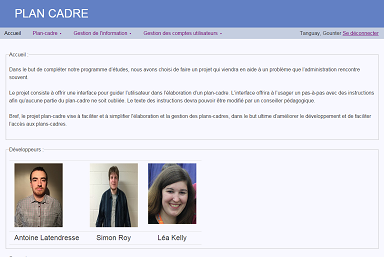 PLAN CADRE
Accueil Plan-cadre Gestion de l'information Gestion des comptes utilisateurs Tanguay, Gounter Se déconnecter
Accueil
Dans le but de compléter notre programme d'études, nous avons choisi de faire un projet qui viendra en aide à un problème que l'administration rencontre
souvent.
Le projet consiste à offrir une interface pour guider l'utilisateur dans l'élaboration d'un plan-cadre. L'interface offrira à l'usager un pas-à-pas avec des instructions
afin qu'aucune partie du plan-cadre ne soit oubliée. Le texte des instructions devra pouvoir être modifié par un conseiller pédagogique.
Bref, le projet plan-cadre vise à faciliter et à simplifier l'élaboration et la gestion des plans-cadres, dans le but ultime d'améliorer le développement et de faciliter
l'accès aux plans-cadres.
Développeurs
Antoine Latendresse Simon Roy Léa Kelly